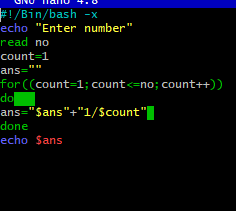 GNU nano 4.8
#!/Bin/bash -x
echo "Enter number"
read no
count=1
ans=""
for((count=1;count<=no;count++))
do
ans="$ans"+"1/$count"
done
echo $ans